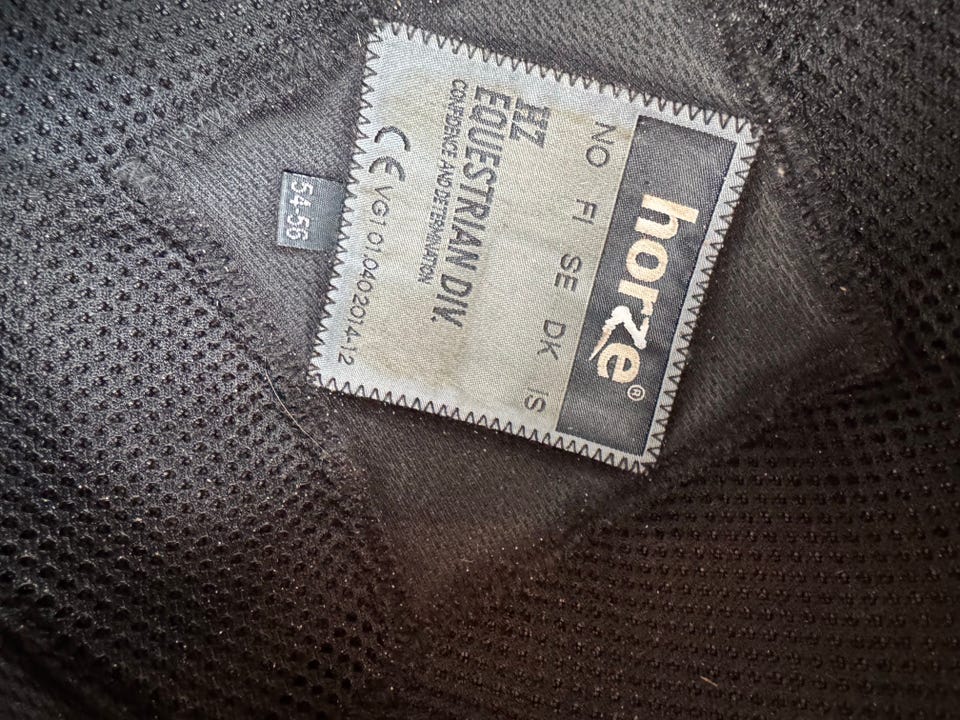 horze®
NO FI SE DK IS
HZ
EQUESTRIAN DIV.
CONFIDENCE AND DETERMINATION
CE VG1 01.040 2014-12
54-56